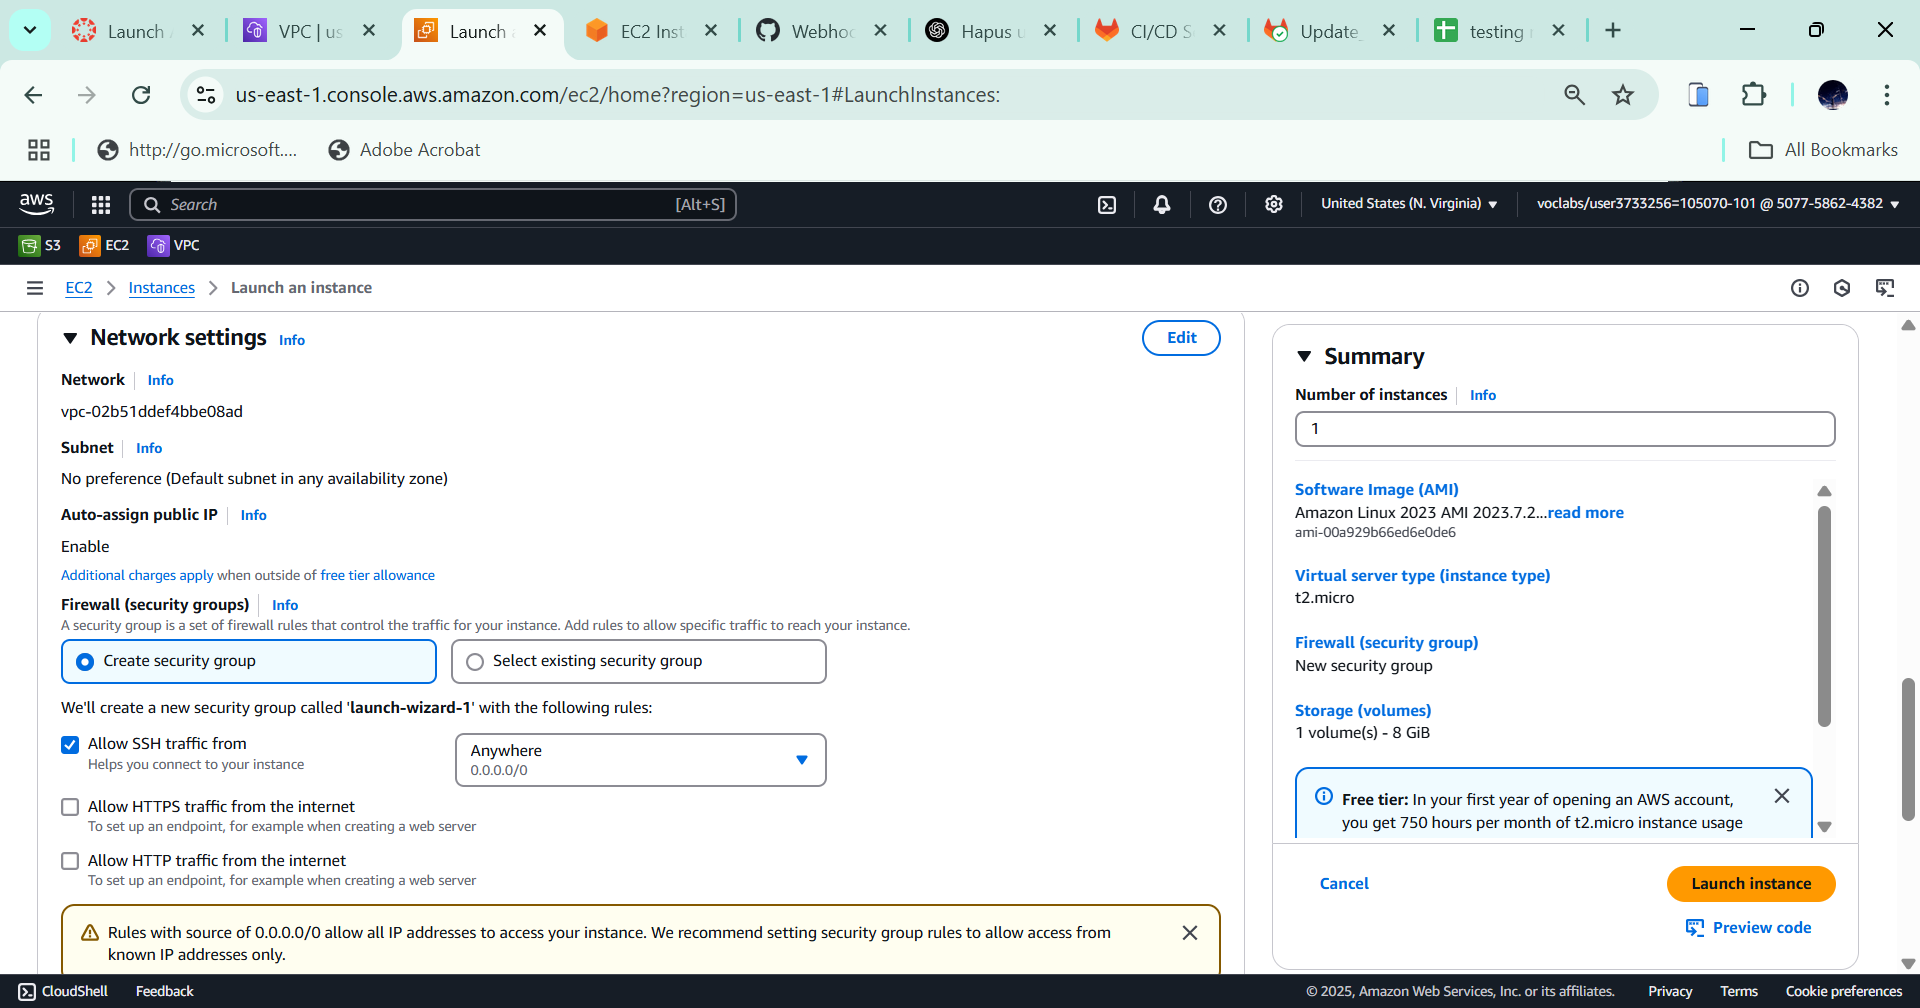 Launch
VPC | us
Launch
EC2 Inst
Webhoo
Hapus u
CI/CD S
Update_
testing
us-east-1.console.aws.amazon.com/ec2/home?region=us-east-1#LaunchInstances:
http://go.microsoft....
Adobe Acrobat
All Bookmarks
aws
Search
[Alt+S]
United States (N. Virginia)
voclabs/user3733256=105070-101 @ 5077-5862-4382
S3
EC2
VPC
EC2
Instances
Launch an instance
Network settings
Info
Edit
Network
Info
vpc-02b51ddef4bbe08ad
Subnet
Info
No preference (Default subnet in any availability zone)
Auto-assign public IP
Info
Enable
Additional charges apply when outside of free tier allowance
Firewall (security groups)
Info
A security group is a set of firewall rules that control the traffic for your instance. Add rules to allow specific traffic to reach your instance.
Create security group
Select existing security group
We'll create a new security group called 'launch-wizard-1' with the following rules:
Allow SSH traffic from
Helps you connect to your instance
Anywhere
0.0.0.0/0
Allow HTTPS traffic from the internet
To set up an endpoint, for example when creating a web server
Allow HTTP traffic from the internet
To set up an endpoint, for example when creating a web server
Rules with source of 0.0.0.0/0 allow all IP addresses to access your instance. We recommend setting security group rules to allow access from
known IP addresses only.
Summary
Number of instances
Info
1
Software Image (AMI)
Amazon Linux 2023 AMI 2023.7.2...read more
ami-00a929b66ed6e0de6
Virtual server type (instance type)
t2.micro
Firewall (security group)
New security group
Storage (volumes)
1 volume(s) - 8 GiB
Free tier: In your first year of opening an AWS account,
you get 750 hours per month of t2.micro instance usage
Cancel
Launch instance
Preview code
CloudShell
Feedback
© 2025, Amazon Web Services, Inc. or its affiliates.
Privacy
Terms
Cookie preferences